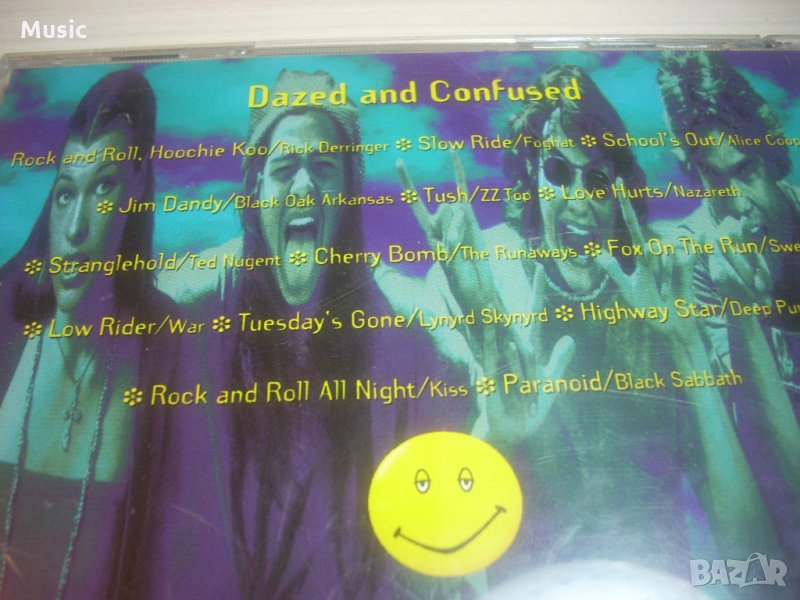 Music
Dazed and Confused
Rock and Roll, Hoochie Koo/Rick Derringer ❇ Slow Ride/Foghat ❇ School's Out/Alice Coop
❇ Jim Dandy/Black Oak Arkansas ❇ Tush/ZZ Top ❇ Love Hurts/Nazareth
❇ Stranglehold/Ted Nugent ❇ Cherry Bomb/The Runaways ❇ Fox On The Run/Swe
❇ Low Rider/War ❇ Tuesday's Gone/Lynyrd Skynyrd ❇ Highway Star/Deep Pur
❇ Rock and Roll All Night/Kiss ❇ Paranoid/Black Sabbath
BAZAR